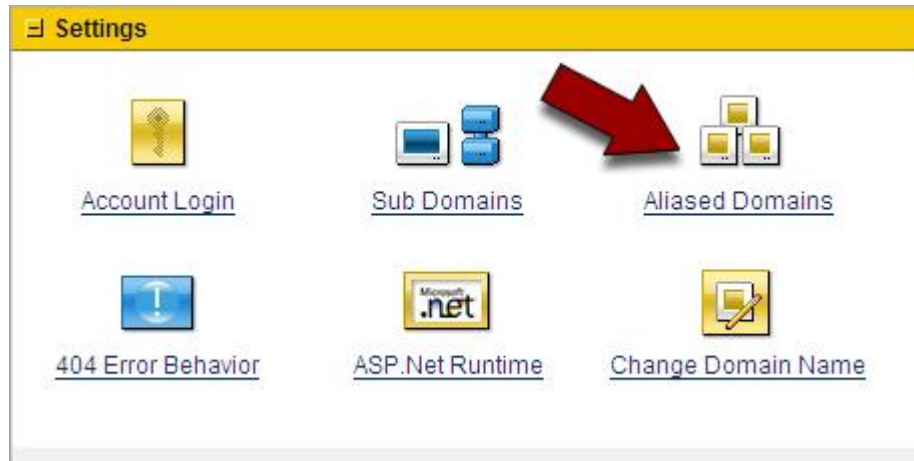 Settings
Account Login
Sub Domains
Aliased Domains
!
Microsoft
.net
404 Error Behavior
ASP.Net Runtime
Change Domain Name